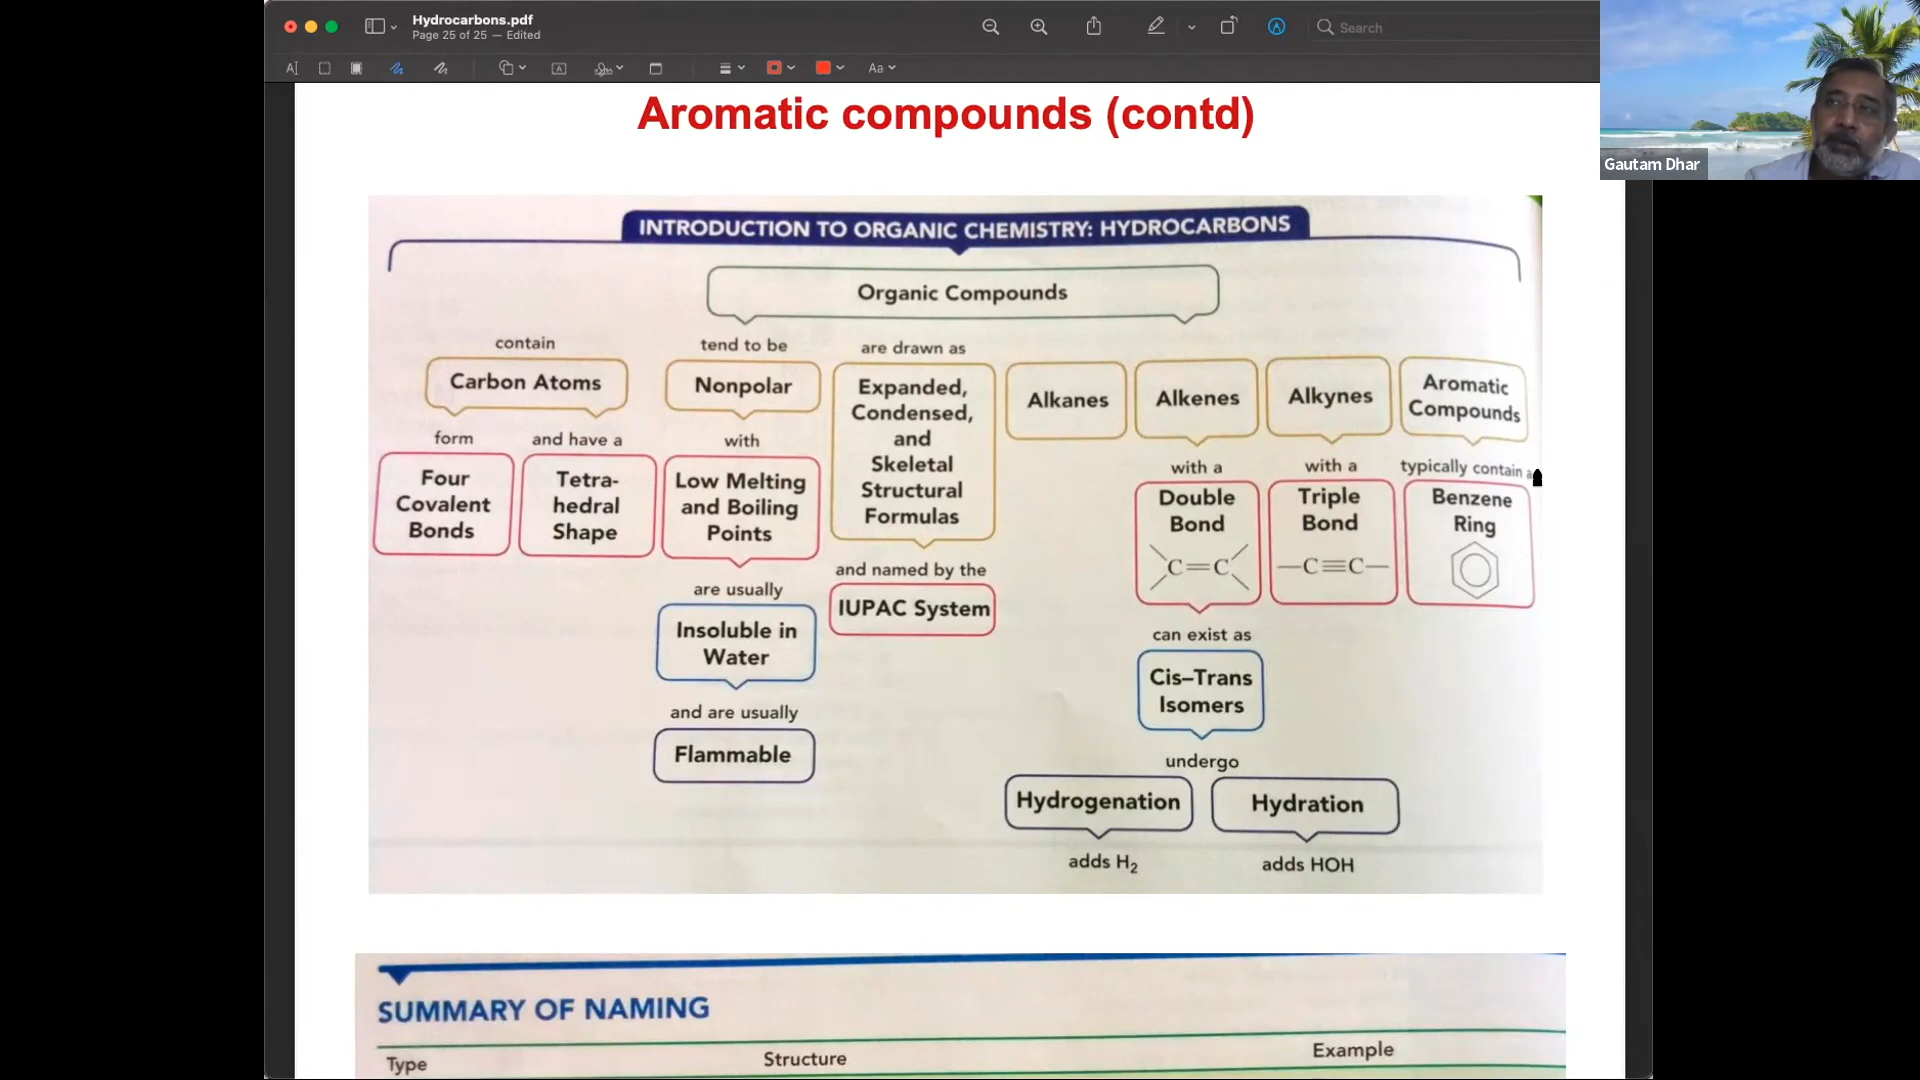 Hydrocarbons.pdf
Page 25 of 25 — Edited
Search
Aa
Gautam Dhar
Aromatic compounds (contd)
INTRODUCTION TO ORGANIC CHEMISTRY: HYDROCARBONS
Organic Compounds
contain
Carbon Atoms
form
Four
Covalent
Bonds
and have a
Tetra-
hedral
Shape
tend to be
Nonpolar
with
Low Melting
and Boiling
Points
are usually
Insoluble in
Water
and are usually
Flammable
are drawn as
Expanded,
Condensed,
and
Skeletal
Structural
Formulas
and named by the
IUPAC System
Alkanes
Alkenes
with a
Double
Bond
C=C
can exist as
Cis–Trans
Isomers
undergo
Hydrogenation
adds H₂
Hydration
adds HOH
Alkynes
with a
Triple
Bond
—C≡C—
Aromatic
Compounds
typically contain a
Benzene
Ring
SUMMARY OF NAMING
Type Structure Example